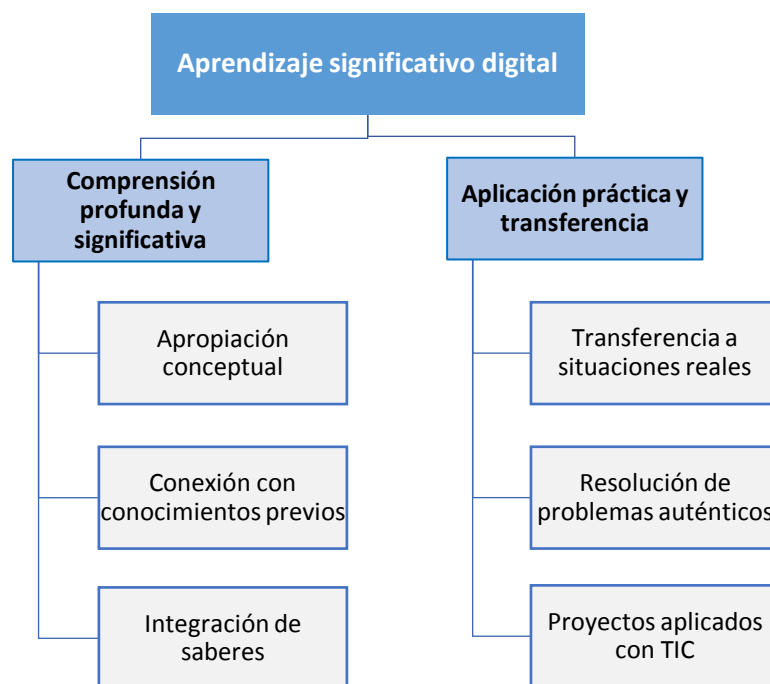 Aprendizaje significativo digital
Comprensión
profunda y
significativa
Apropiación
conceptual
Conexión con
conocimientos previos
Integración de
saberes
Aplicación práctica y
transferencia
Transferencia a
situaciones reales
Resolución de
problemas auténticos
Proyectos aplicados
con TIC